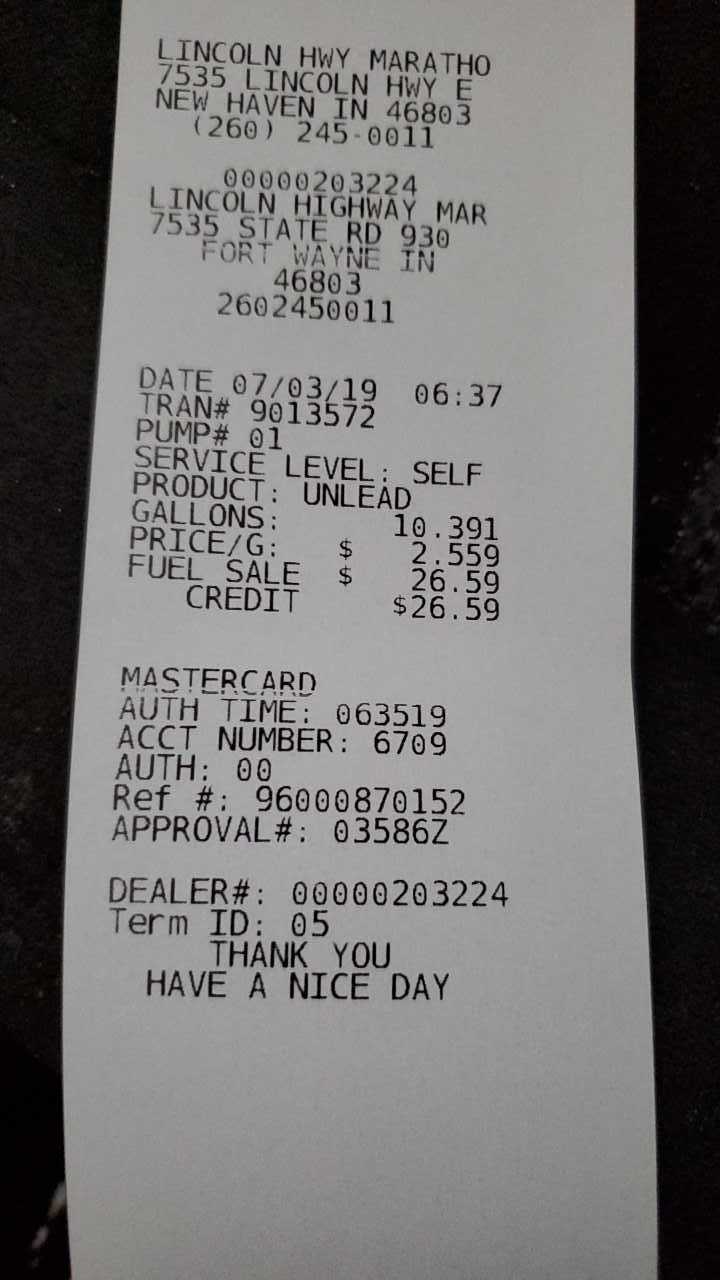 LINCOLN HWY MARATHO
7535 LINCOLN HWY E
NEW HAVEN IN 46803
(260) 245-0011
00000203224
LINCOLN HIGHWAY MAR
7535 STATE RD 930
FORT WAYNE IN
46803
2602450011
DATE 07/03/19 06:37
TRAN# 9013572
PUMP# 01
SERVICE LEVEL: SELF
PRODUCT: UNLEAD
GALLONS: 10.391
PRICE/G: $ 2.559
FUEL SALE $ 26.59
CREDIT $26.59
MASTERCARD
AUTH TIME: 063519
ACCT NUMBER: 6709
AUTH: 00
Ref #: 96000870152
APPROVAL#: 03586Z
DEALER#: 00000203224
Term ID: 05
THANK YOU
HAVE A NICE DAY